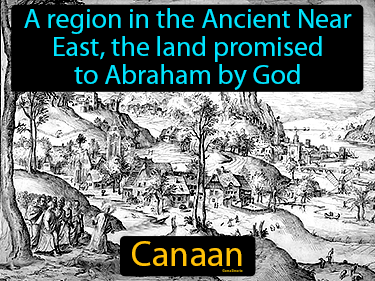 A region in the Ancient Near
East, the land promised
to Abraham by God
Canaan